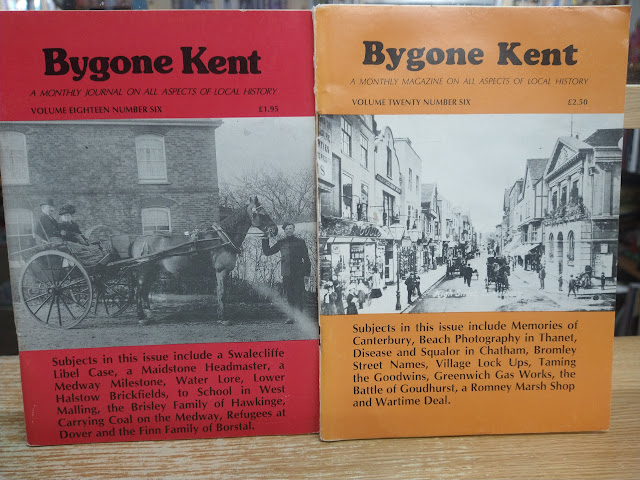 Bygone Kent
A MONTHLY JOURNAL ON ALL ASPECTS OF LOCAL HISTORY
VOLUME EIGHTEEN NUMBER SIX £1.95
Subjects in this issue include a Swalecliffe
Libel Case, a Maidstone Headmaster, a
Medway Milestone, Water Lore, Lower
Halstow Brickfields, to School in West
Malling, the Brisley Family of Hawkinge,
Carrying Coal on the Medway, Refugees at
Dover and the Finn Family of Borstal.
Bygone Kent
A MONTHLY MAGAZINE ON ALL ASPECTS OF LOCAL HISTORY
VOLUME TWENTY NUMBER SIX £2.50
Subjects in this issue include Memories of
Canterbury, Beach Photography in Thanet,
Disease and Squalor in Chatham, Bromley
Street Names, Village Lock Ups, Taming
the Goodwins, Greenwich Gas Works, the
Battle of Goudhurst, a Romney Marsh Shop
and Wartime Deal.